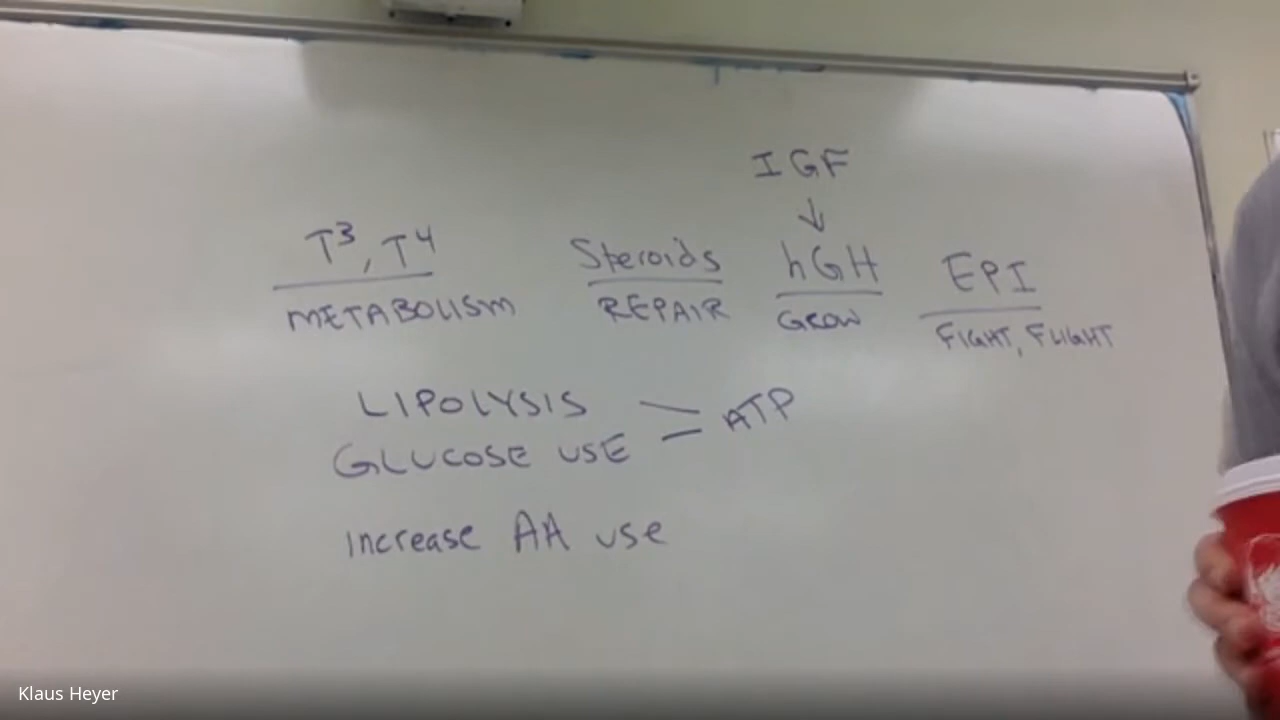 IGF
↓
T³, T⁴ Steroids hGH EPI
METABOLISM REPAIR GROW FIGHT, FLIGHT
LIPOLYSIS
GLUCOSE USE = ATP
increase AA use
Klaus Heyer